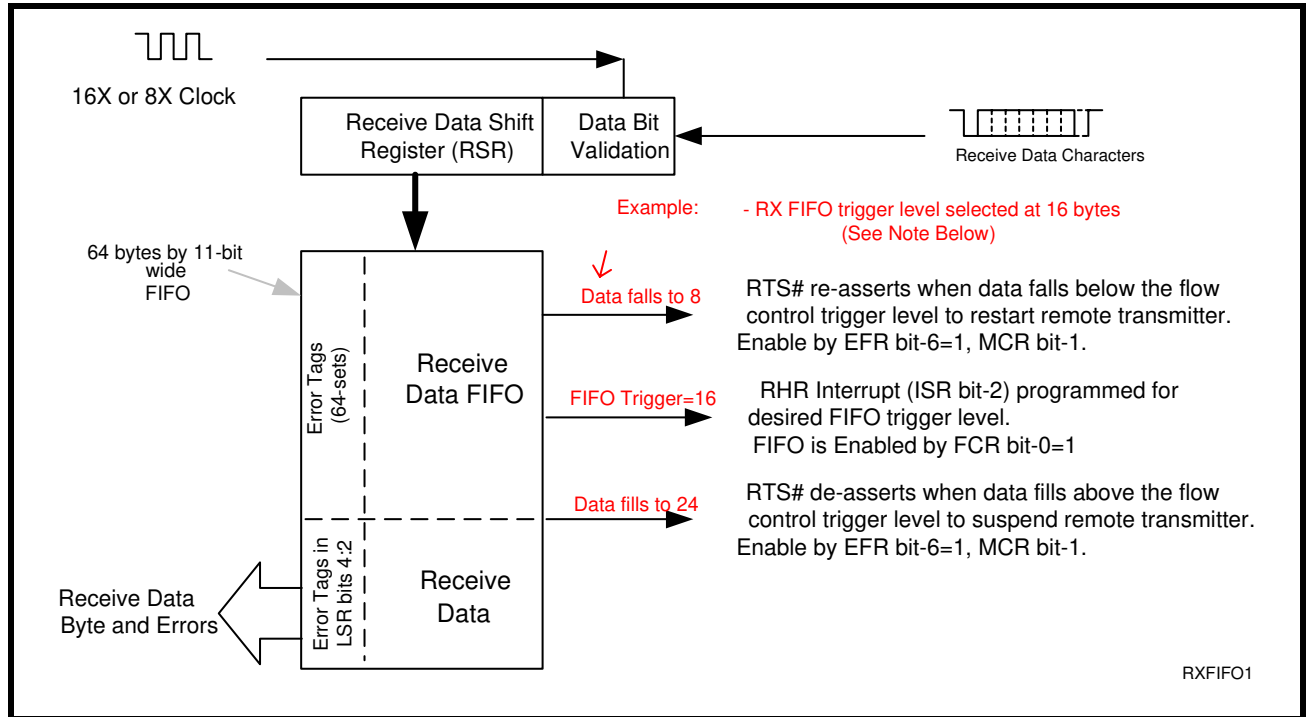 16X or 8X Clock
Receive Data Shift
Register (RSR)
Data Bit
Validation
Receive Data Characters
Example:
- RX FIFO trigger level selected at 16 bytes
(See Note Below)
64 bytes by 11-bit
wide
FIFO
Error Tags
(64-sets)
Receive
Data FIFO
Data falls to 8
RTS# re-asserts when data falls below the flow
control trigger level to restart remote transmitter.
Enable by EFR bit-6=1, MCR bit-1.
FIFO Trigger=16
RHR Interrupt (ISR bit-2) programmed for
desired FIFO trigger level.
FIFO is Enabled by FCR bit-0=1
Data fills to 24
RTS# de-asserts when data fills above the flow
control trigger level to suspend remote transmitter.
Enable by EFR bit-6=1, MCR bit-1.
Error Tags in
LSR bits 4:2
Receive
Data
Receive Data
Byte and Errors
RXFIFO1